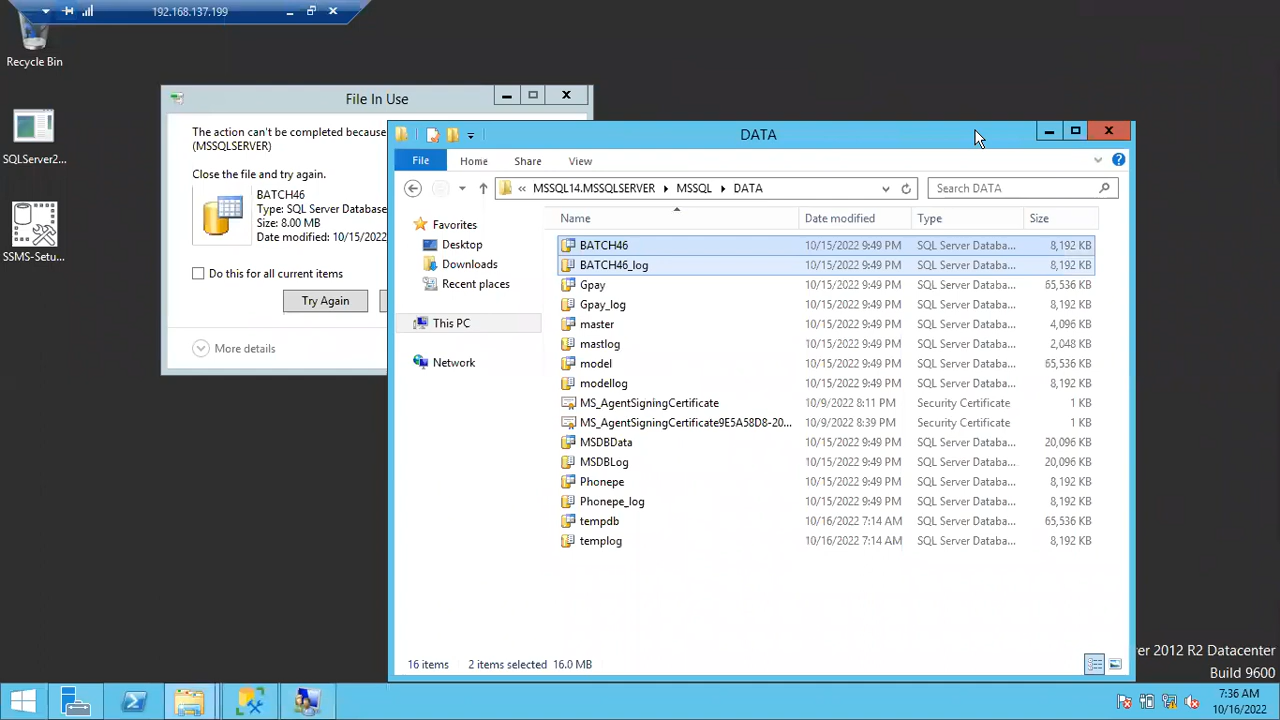 192.168.137.199
Recycle Bin
SQLServer2...
SSMS-Setu...
File In Use
The action can't be completed because
(MSSQLSERVER)
Close the file and try again.
BATCH46
Type: SQL Server Database
Size: 8.00 MB
Date modified: 10/15/2022
Do this for all current items
Try Again
More details
DATA
File Home Share View
« MSSQL14.MSSQLSERVER MSSQL DATA
Search DATA
Favorites
Desktop
Downloads
Recent places
This PC
Network
Name Date modified Type Size
BATCH46 10/15/2022 9:49 PM SQL Server Databa... 8,192 KB
BATCH46_log 10/15/2022 9:49 PM SQL Server Databa... 8,192 KB
Gpay 10/15/2022 9:49 PM SQL Server Databa... 65,536 KB
Gpay_log 10/15/2022 9:49 PM SQL Server Databa... 8,192 KB
master 10/15/2022 9:49 PM SQL Server Databa... 4,096 KB
mastlog 10/15/2022 9:49 PM SQL Server Databa... 2,048 KB
model 10/15/2022 9:49 PM SQL Server Databa... 65,536 KB
modellog 10/15/2022 9:49 PM SQL Server Databa... 8,192 KB
MS_AgentSigningCertificate 10/9/2022 8:11 PM Security Certificate 1 KB
MS_AgentSigningCertificate9E5A58D8-20... 10/9/2022 8:39 PM Security Certificate 1 KB
MSDBData 10/15/2022 9:49 PM SQL Server Databa... 20,096 KB
MSDBLog 10/15/2022 9:49 PM SQL Server Databa... 20,096 KB
Phonepe 10/15/2022 9:49 PM SQL Server Databa... 8,192 KB
Phonepe_log 10/15/2022 9:49 PM SQL Server Databa... 8,192 KB
tempdb 10/16/2022 7:14 AM SQL Server Databa... 65,536 KB
templog 10/16/2022 7:14 AM SQL Server Databa... 8,192 KB
16 items 2 items selected 16.0 MB
ver 2012 R2 Datacenter
Build 9600
7:36 AM
10/16/2022